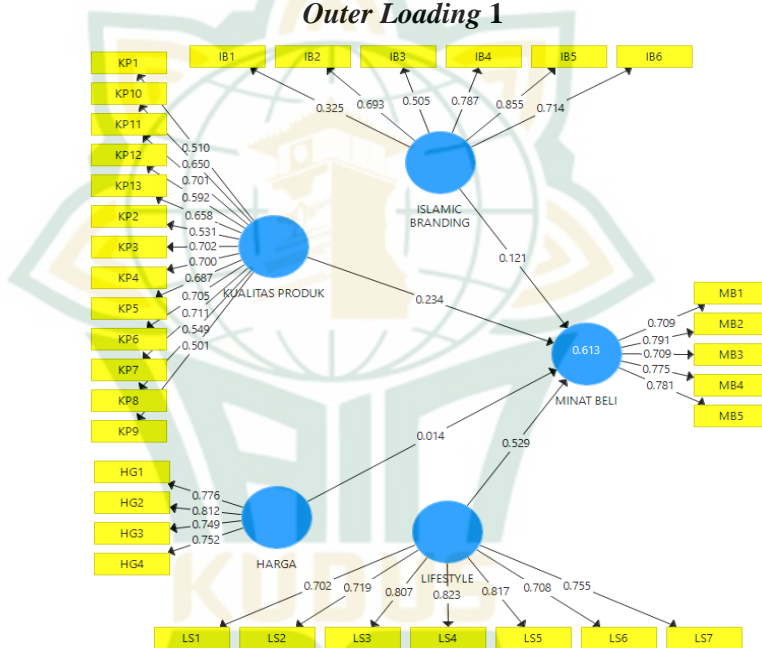 Outer Loading 1
IB1 IB2 IB3 IB4 IB5 IB6
0.325 0.693 0.505 0.787 0.855 0.714
ISLAMIC
BRANDING
KP1
KP10
KP11
KP12
KP13
KP2
KP3
KP4
KP5
KP6
KP7
KP8
KP9
0.510
0.650
0.701
0.592
0.658
0.531
0.702
0.700
0.687
0.705
0.711
0.549
0.501
KUALITAS PRODUK
0.121
0.234
0.014
0.529
0.613
MINAT BELI
0.709
0.791
0.709
0.775
0.781
MB1
MB2
MB3
MB4
MB5
HG1
HG2
HG3
HG4
0.776
0.812
0.749
0.752
HARGA
LIFESTYLE
0.702 0.719 0.807 0.823 0.817 0.708 0.755
LS1 LS2 LS3 LS4 LS5 LS6 LS7
KUDUS